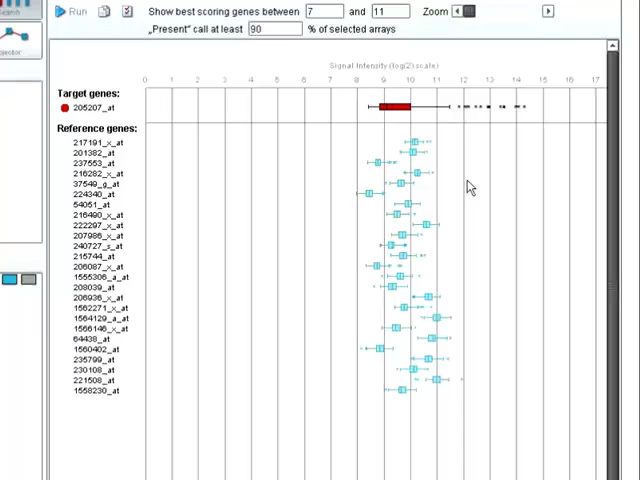 Search
Run
Show best scoring genes between 7 and 11 Zoom
„Present" call at least 90 % of selected arrays
Signal Intensity (log(2) scale)
0 1 2 3 4 5 6 7 8 9 10 11 12 13 14 15 16 17
Target genes:
205207_at
Reference genes:
217191_x_at
201382_at
237553_at
216282_x_at
37549_g_at
224340_at
54051_at
216490_x_at
222297_x_at
207986_x_at
240727_s_at
215744_at
206087_x_at
1555306_a_at
208039_at
206936_x_at
1562271_x_at
1564129_a_at
1566146_x_at
64438_at
1560402_at
235799_at
230108_at
221508_at
1558230_at